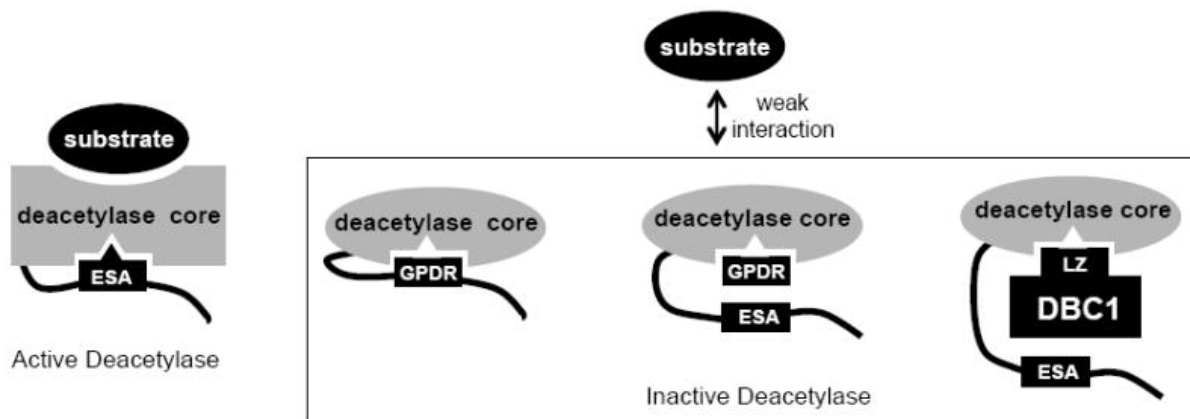 substrate
weak
interaction
substrate
deacetylase core
ESA
Active Deacetylase
deacetylase core
GPDR
deacetylase core
GPDR
ESA
deacetylase core
LZ
DBC1
ESA
Inactive Deacetylase